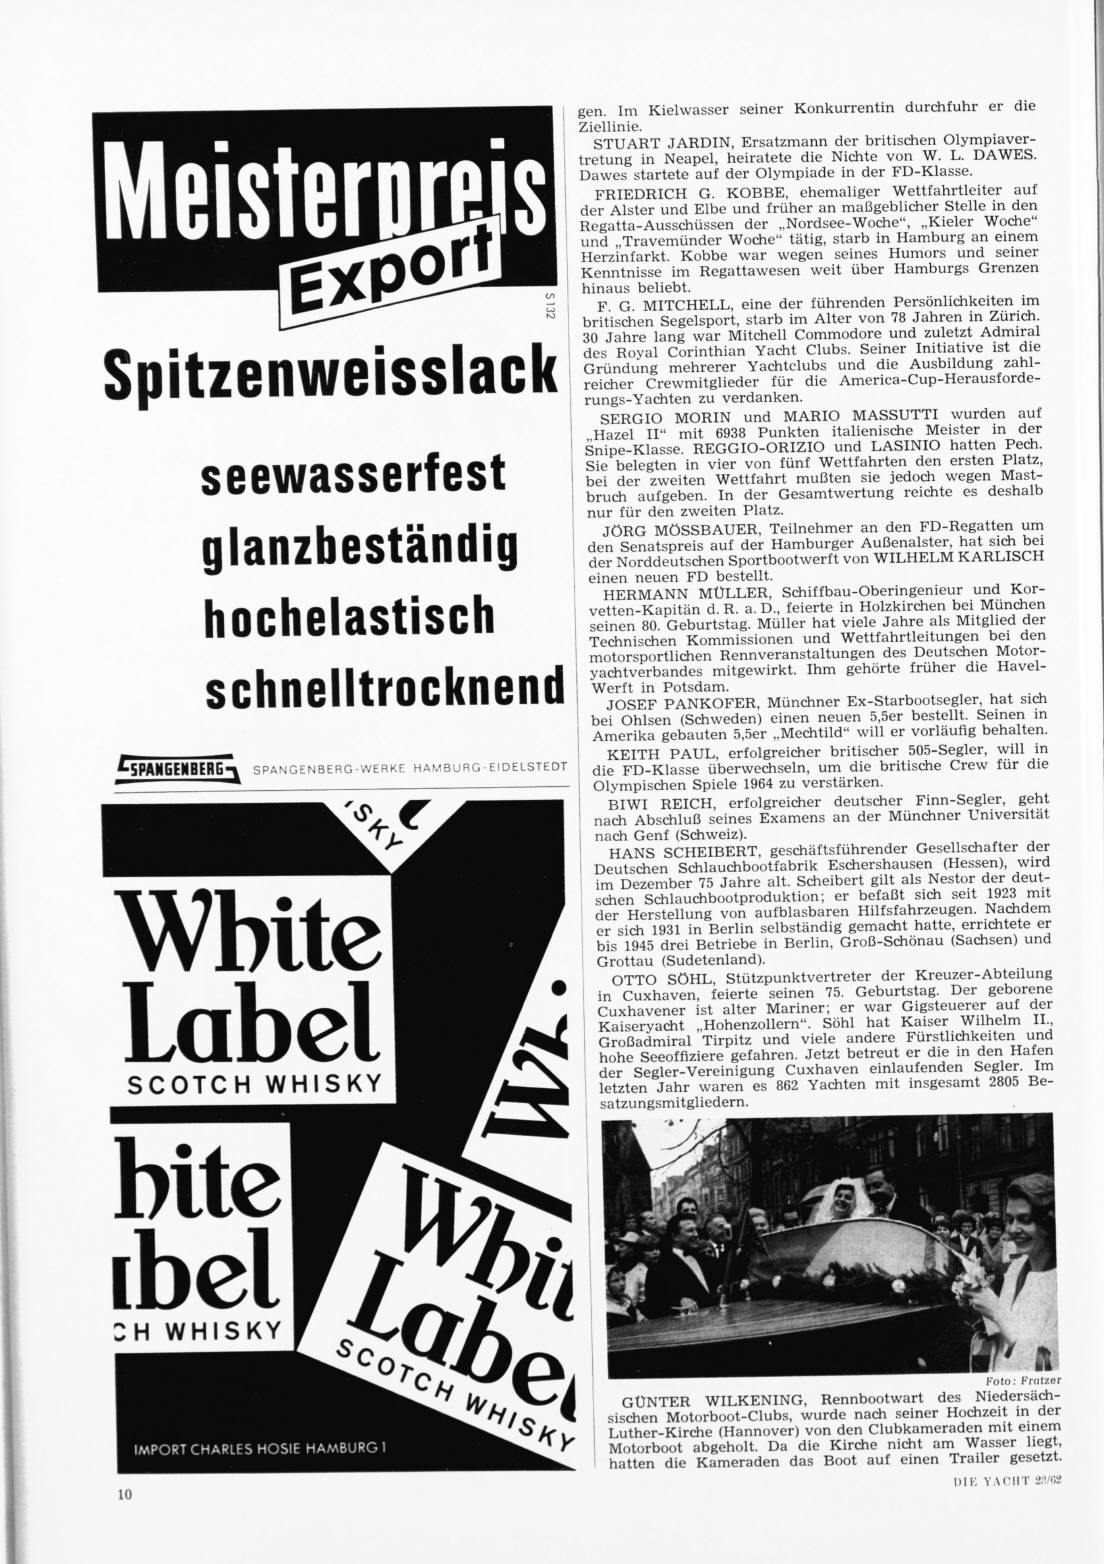 Meisterpreis
Export
S 132
Spitzenweisslack
seewasserfest
glanzbeständig
hochelastisch
schnelltrocknend
SPANGENBERG
SPANGENBERG-WERKE HAMBURG-EIDELSTEDT
SKY
White
Label
SCOTCH WHISKY
Wh
hite
abel
CH WHISKY
Whit
Label
SCOTCH WHISKY
IMPORT CHARLES HOSIE HAMBURG 1
gen. Im Kielwasser seiner Konkurrentin durchfuhr er die
Ziellinie.
STUART JARDIN, Ersatzmann der britischen Olympiaver-
tretung in Neapel, heiratete die Nichte von W. L. DAWES.
Dawes startete auf der Olympiade in der FD-Klasse.
FRIEDRICH G. KOBBE, ehemaliger Wettfahrtleiter auf
der Alster und Elbe und früher an maßgeblicher Stelle in den
Regatta-Ausschüssen der „Nordsee-Woche“, „Kieler Woche“
und „Travemünder Woche“ tätig, starb in Hamburg an einem
Herzinfarkt. Kobbe war wegen seines Humors und seiner
Kenntnisse im Regattawesen weit über Hamburgs Grenzen
hinaus beliebt.
F. G. MITCHELL, eine der führenden Persönlichkeiten im
britischen Segelsport, starb im Alter von 78 Jahren in Zürich.
30 Jahre lang war Mitchell Commodore und zuletzt Admiral
des Royal Corinthian Yacht Clubs. Seiner Initiative ist die
Gründung mehrerer Yachtclubs und die Ausbildung zahl-
reicher Crewmitglieder für die America-Cup-Herausforde-
rungs-Yachten zu verdanken.
SERGIO MORIN und MARIO MASSUTTI wurden auf
„Hazel II“ mit 6938 Punkten italienische Meister in der
Snipe-Klasse. REGGIO-ORIZIO und LASINIO hatten Pech.
Sie belegten in vier von fünf Wettfahrten den ersten Platz,
bei der zweiten Wettfahrt mußten sie jedoch wegen Mast-
bruch aufgeben. In der Gesamtwertung reichte es deshalb
nur für den zweiten Platz.
JÖRG MÖSSBAUER, Teilnehmer an den FD-Regatten um
den Senatspreis auf der Hamburger Außenalster, hat sich bei
der Norddeutschen Sportbootwerft von WILHELM KARLISCH
einen neuen FD bestellt.
HERMANN MÜLLER, Schiffbau-Oberingenieur und Kor-
vetten-Kapitän d. R. a. D., feierte in Holzkirchen bei München
seinen 80. Geburtstag. Müller hat viele Jahre als Mitglied der
Technischen Kommissionen und Wettfahrtleitungen bei den
motorsportlichen Rennveranstaltungen des Deutschen Motor-
yachtverbandes mitgewirkt. Ihm gehörte früher die Havel-
Werft in Potsdam.
JOSEF PANKOFER, Münchner Ex-Starbootsegler, hat sich
bei Ohlsen (Schweden) einen neuen 5,5er bestellt. Seinen in
Amerika gebauten 5,5er „Mechtild“ will er vorläufig behalten.
KEITH PAUL, erfolgreicher britischer 505-Segler, will in
die FD-Klasse überwechseln, um die britische Crew für die
Olympischen Spiele 1964 zu verstärken.
BIWI REICH, erfolgreicher deutscher Finn-Segler, geht
nach Abschluß seines Examens an der Münchner Universität
nach Genf (Schweiz).
HANS SCHEIBERT, geschäftsführender Gesellschafter der
Deutschen Schlauchbootfabrik Eschershausen (Hessen), wird
im Dezember 75 Jahre alt. Scheibert gilt als Nestor der deut-
schen Schlauchbootproduktion; er befaßt sich seit 1923 mit
der Herstellung von aufblasbaren Hilfsfahrzeugen. Nachdem
er sich 1931 in Berlin selbständig gemacht hatte, errichtete er
bis 1945 drei Betriebe in Berlin, Groß-Schönau (Sachsen) und
Grottau (Sudetenland).
OTTO SÖHL, Stützpunktvertreter der Kreuzer-Abteilung
in Cuxhaven, feierte seinen 75. Geburtstag. Der geborene
Cuxhavener ist alter Mariner; er war Gigsteuerer auf der
Kaiseryacht „Hohenzollern“. Söhl hat Kaiser Wilhelm II.,
Großadmiral Tirpitz und viele andere Fürstlichkeiten und
hohe Seeoffiziere gefahren. Jetzt betreut er die in den Hafen
der Segler-Vereinigung Cuxhaven einlaufenden Segler. Im
letzten Jahr waren es 862 Yachten mit insgesamt 2805 Be-
satzungsmitgliedern.
Foto: Fratzer
GÜNTER WILKENING, Rennbootwart des Niedersäch-
sischen Motorboot-Clubs, wurde nach seiner Hochzeit in der
Luther-Kirche (Hannover) von den Clubkameraden mit einem
Motorboot abgeholt. Da die Kirche nicht am Wasser liegt,
hatten die Kameraden das Boot auf einen Trailer gesetzt.
10
DIE YACHT 23/62